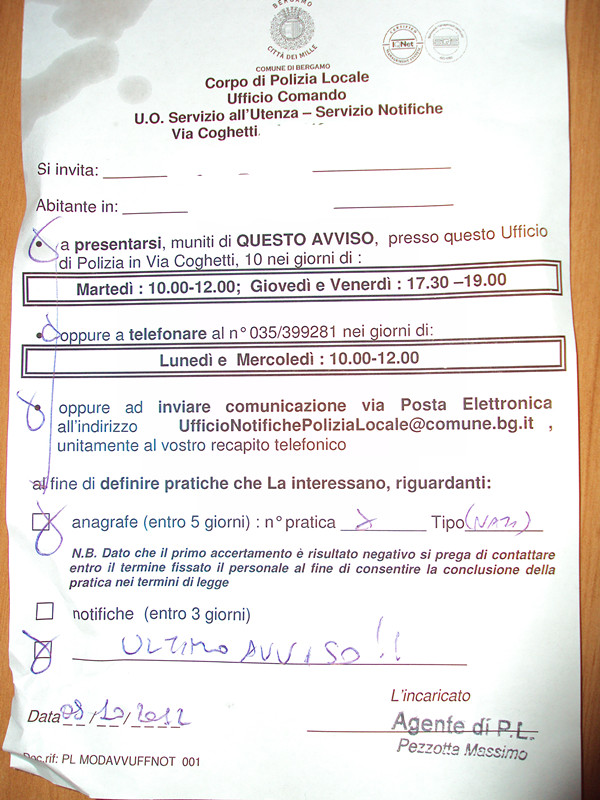 BERGAMO
CITTÀ DEI MILLE
CERTIFIED
IQNet
COMUNE DI BERGAMO
Corpo di Polizia Locale
Ufficio Comando
U.O. Servizio all'Utenza – Servizio Notifiche
Via Coghetti
Si invita:
Abitante in:
• a presentarsi, muniti di QUESTO AVVISO, presso questo Ufficio
di Polizia in Via Coghetti, 10 nei giorni di :
Martedì : 10.00-12.00; Giovedì e Venerdì : 17.30 –19.00
• oppure a telefonare al n° 035/399281 nei giorni di:
Lunedì e Mercoledì : 10.00-12.00
• oppure ad inviare comunicazione via Posta Elettronica
all'indirizzo UfficioNotifichePoliziaLocale@comune.bg.it ,
unitamente al vostro recapito telefonico
al fine di definire pratiche che La interessano, riguardanti:
anagrafe (entro 5 giorni) : n° pratica Tipo
N.B. Dato che il primo accertamento è risultato negativo si prega di contattare
entro il termine fissato il personale al fine di consentire la conclusione della
pratica nei termini di legge
notifiche (entro 3 giorni)
ULTIMO AVVISO!!
L'incaricato
Data 08/10/2012
Agente di P.L.
Pezzotta Massimo
Doc.rif: PL MODAVVUFFNOT 001